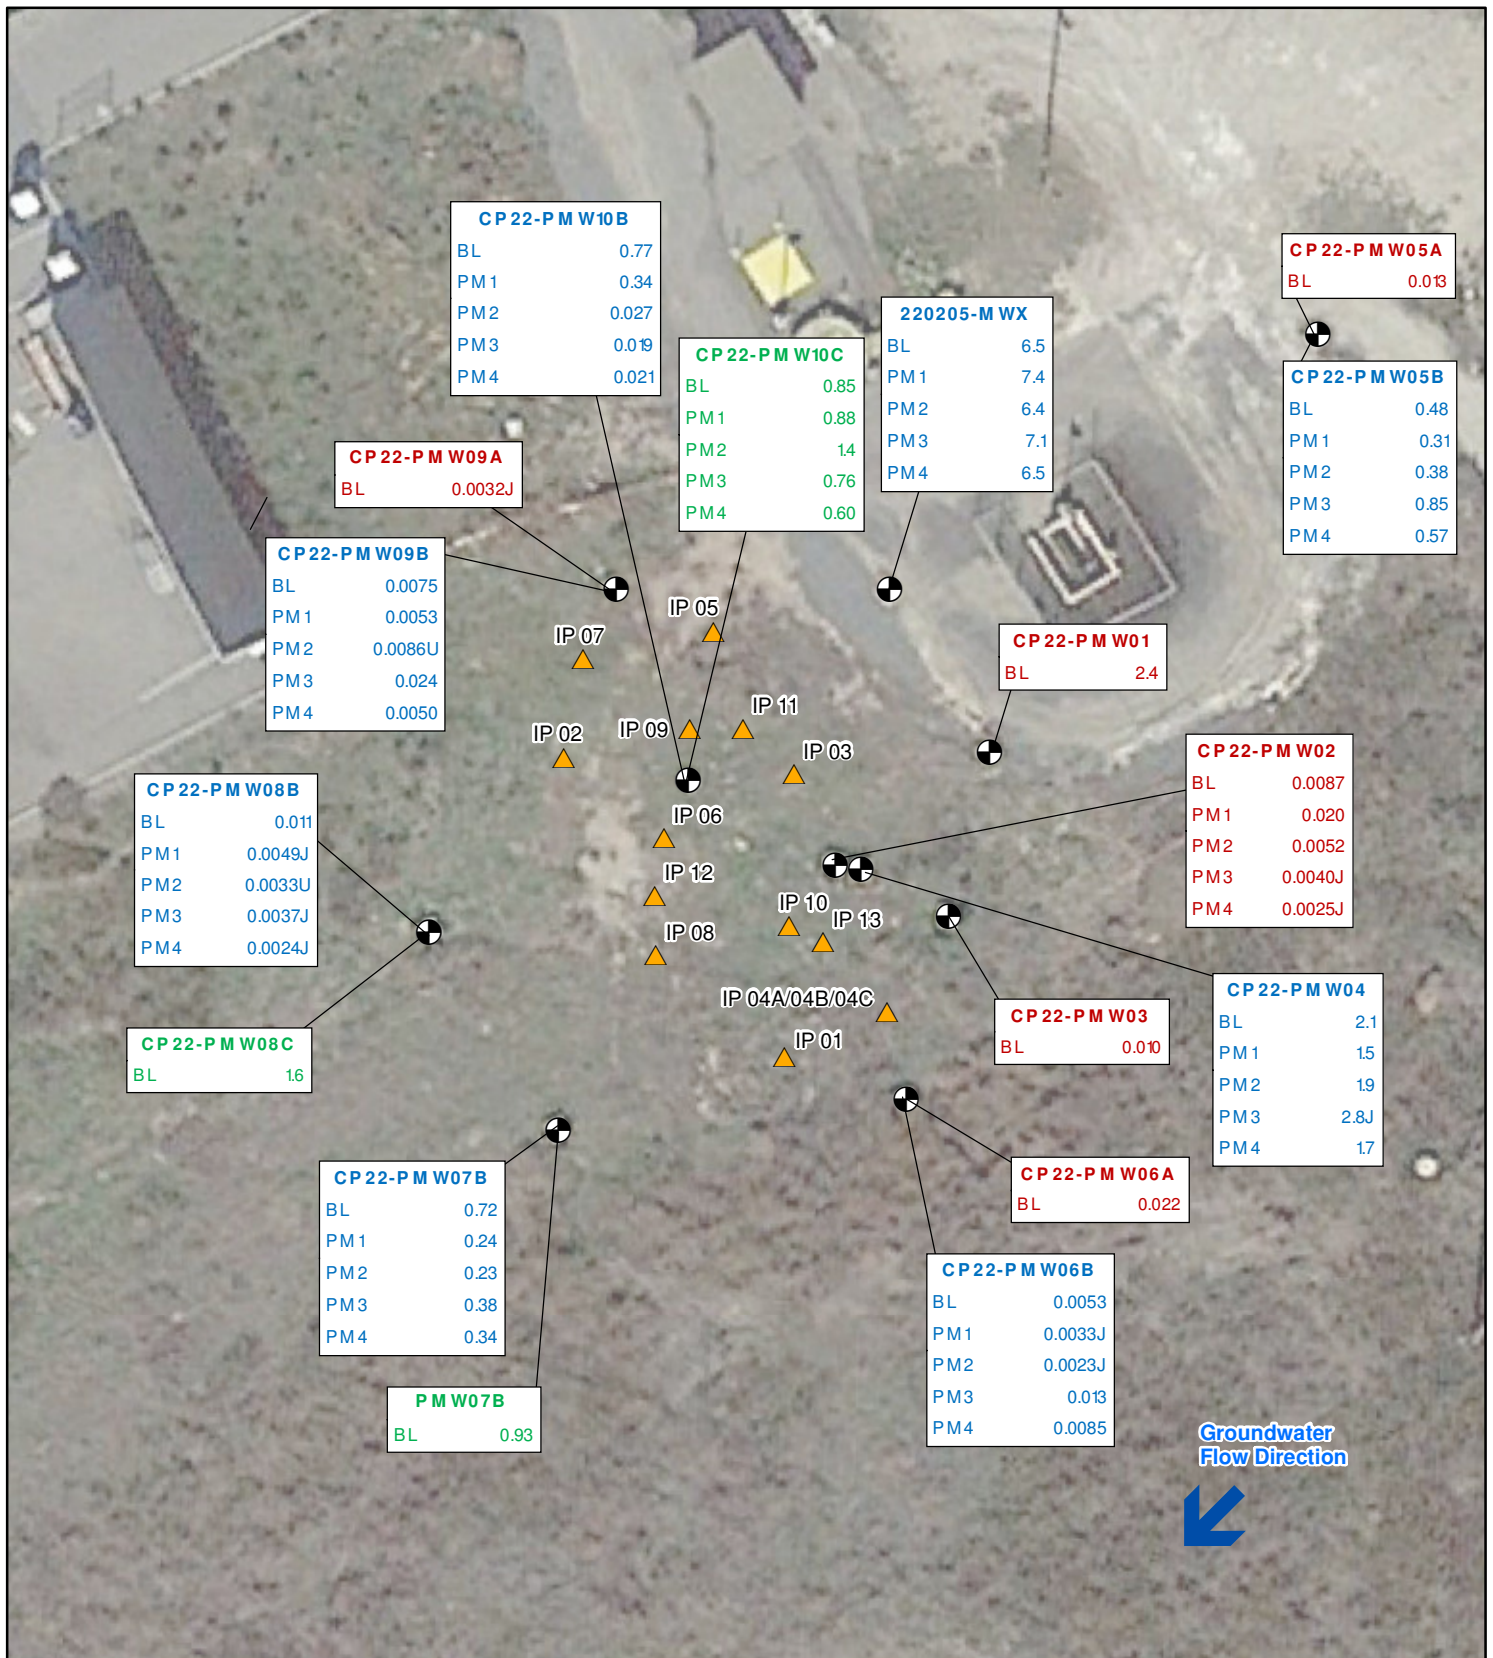 CP22-PMW10B
BL 0.77
PM1 0.34
PM2 0.027
PM3 0.019
PM4 0.021
CP22-PMW05A
BL 0.013
220205-MWX
BL 6.5
PM1 7.4
PM2 6.4
PM3 7.1
PM4 6.5
CP22-PMW10C
BL 0.85
PM1 0.88
PM2 1.4
PM3 0.76
PM4 0.60
CP22-PMW05B
BL 0.48
PM1 0.31
PM2 0.38
PM3 0.85
PM4 0.57
CP22-PMW09A
BL 0.0032J
CP22-PMW09B
BL 0.0075
PM1 0.0053
PM2 0.0086U
PM3 0.024
PM4 0.0050
IP 05
IP 07
CP22-PMW01
BL 2.4
IP 09
IP 11
IP 02
IP 03
CP22-PMW02
BL 0.0087
PM1 0.020
PM2 0.0052
PM3 0.0040J
PM4 0.0025J
CP22-PMW08B
BL 0.011
PM1 0.0049J
PM2 0.0033U
PM3 0.0037J
PM4 0.0024J
IP 06
IP 12
IP 10
IP 13
IP 08
IP 04A/04B/04C
IP 01
CP22-PMW04
BL 2.1
PM1 1.5
PM2 1.9
PM3 2.8J
PM4 1.7
CP22-PMW03
BL 0.010
CP22-PMW08C
BL 1.6
CP22-PMW07B
BL 0.72
PM1 0.24
PM2 0.23
PM3 0.38
PM4 0.34
CP22-PMW06A
BL 0.022
CP22-PMW06B
BL 0.0053
PM1 0.0033J
PM2 0.0023J
PM3 0.013
PM4 0.0085
PMW07B
BL 0.93
Groundwater
Flow Direction